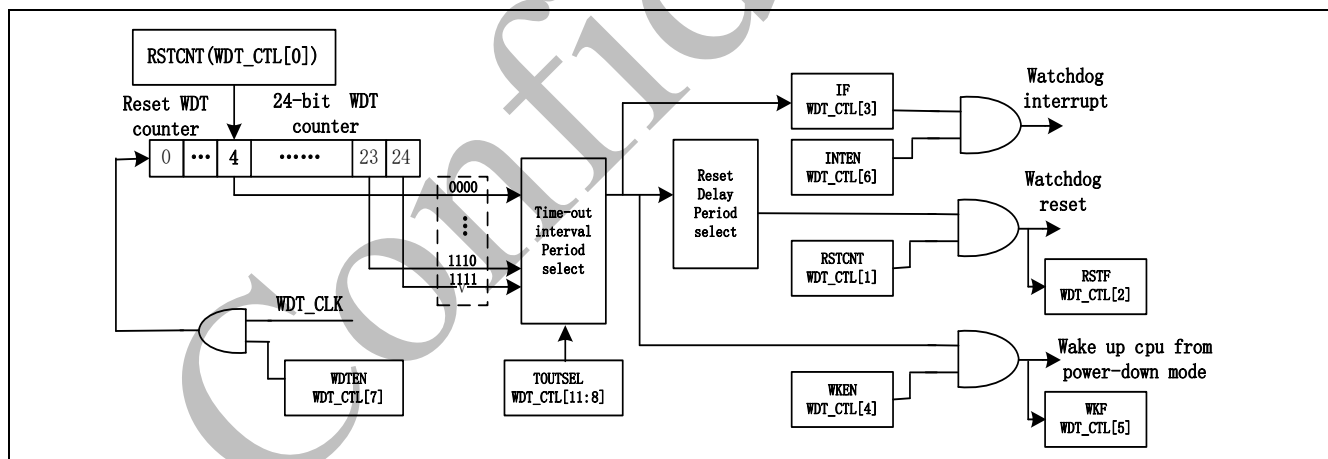 RSTCNT(WDT_CTL[0])
Reset WDT
counter
24-bit WDT
counter
0 ··· 4 ······ 23 24
0000
1110
1111
WDT_CLK
WDTEN
WDT_CTL[7]
Time-out
interval
Period
select
TOUTSEL
WDT_CTL[11:8]
IF
WDT_CTL[3]
INTEN
WDT_CTL[6]
Watchdog
interrupt
Reset
Delay
Period
select
RSTCNT
WDT_CTL[1]
Watchdog
reset
RSTF
WDT_CTL[2]
WKEN
WDT_CTL[4]
Wake up cpu from
power-down mode
WKF
WDT_CTL[5]
Confid